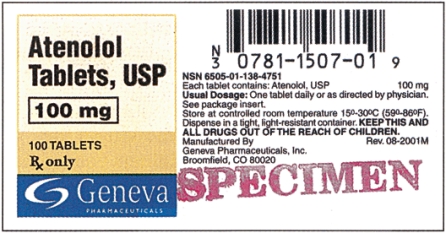 Atenolol
Tablets, USP
100 mg
100 TABLETS
Rx only
Geneva
PHARMACEUTICALS
N
3
0781-1507-01 9
NSN 6505-01-138-4751
Each tablet contains: Atenolol, USP 100 mg
Usual Dosage: One tablet daily or as directed by physician.
See package insert.
Store at controlled room temperature 15º-30ºC (59º-86ºF).
Dispense in a tight, light-resistant container. KEEP THIS AND
ALL DRUGS OUT OF THE REACH OF CHILDREN.
Manufactured By Rev. 08-2001M
Geneva Pharmaceuticals, Inc.
Broomfield, CO 80020
SPECIMEN